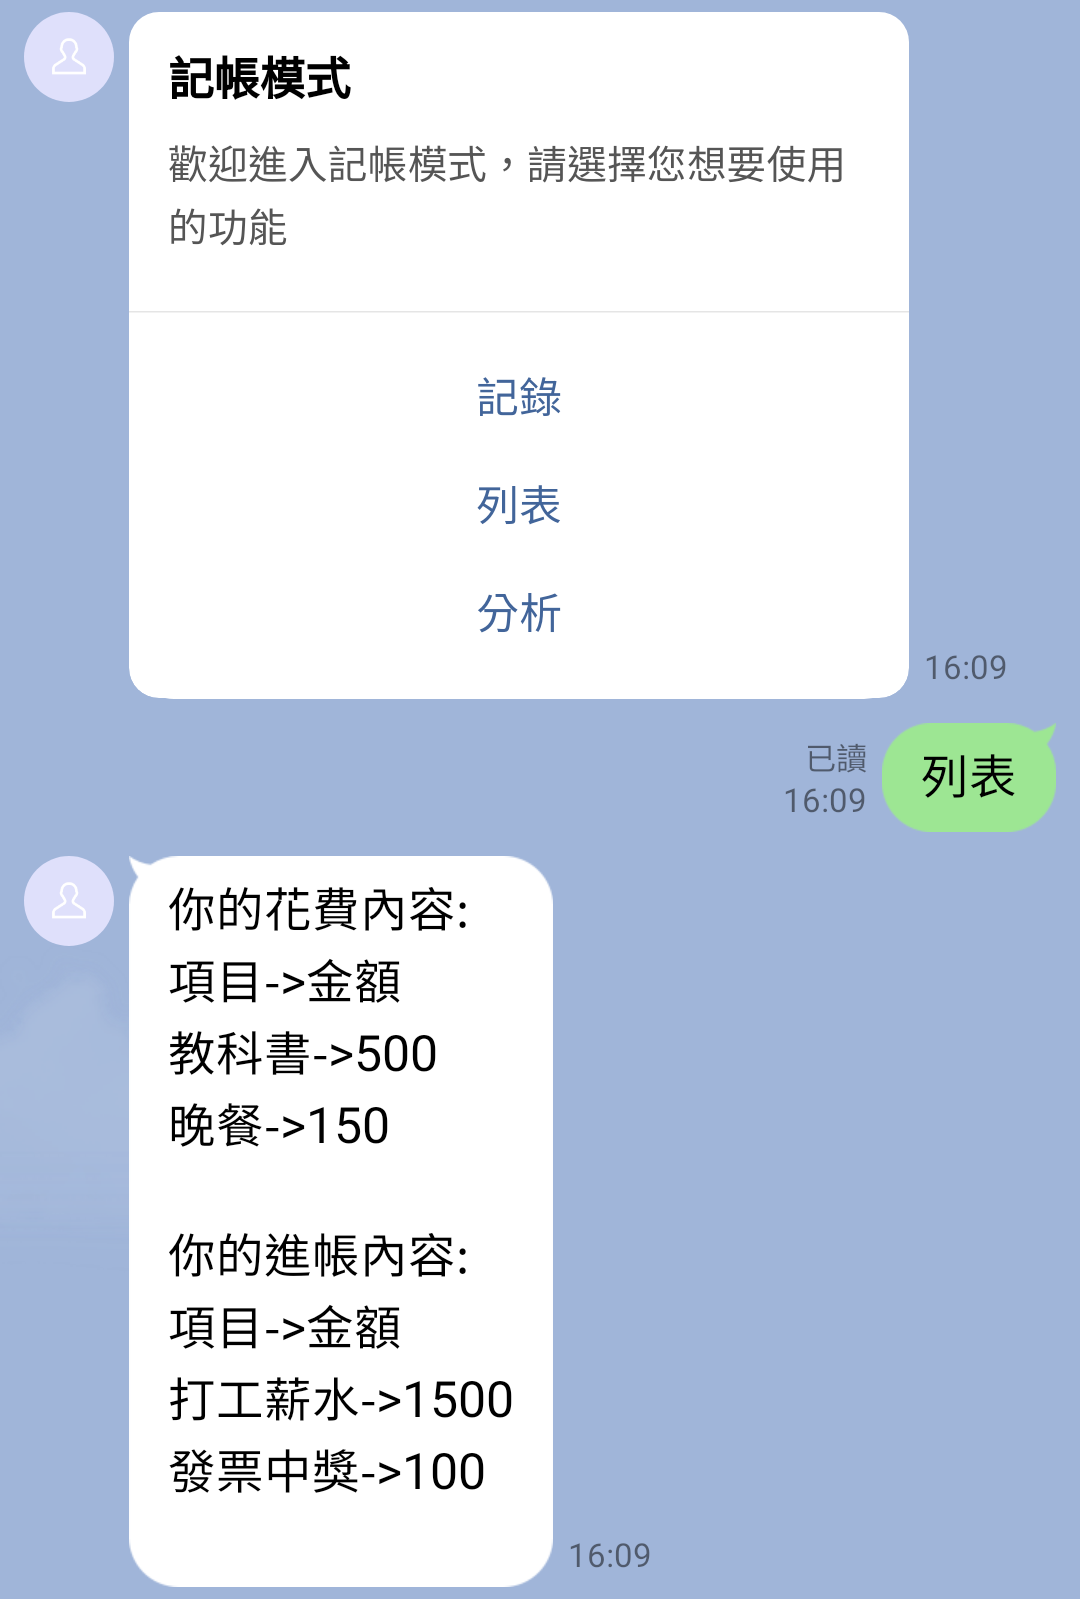 記帳模式
歡迎進入記帳模式，請選擇您想要使用
的功能
記錄
列表
分析
16:09
已讀
16:09
列表
你的花費內容:
項目->金額
教科書->500
晚餐->150
你的進帳內容:
項目->金額
打工薪水->1500
發票中獎->100
16:09